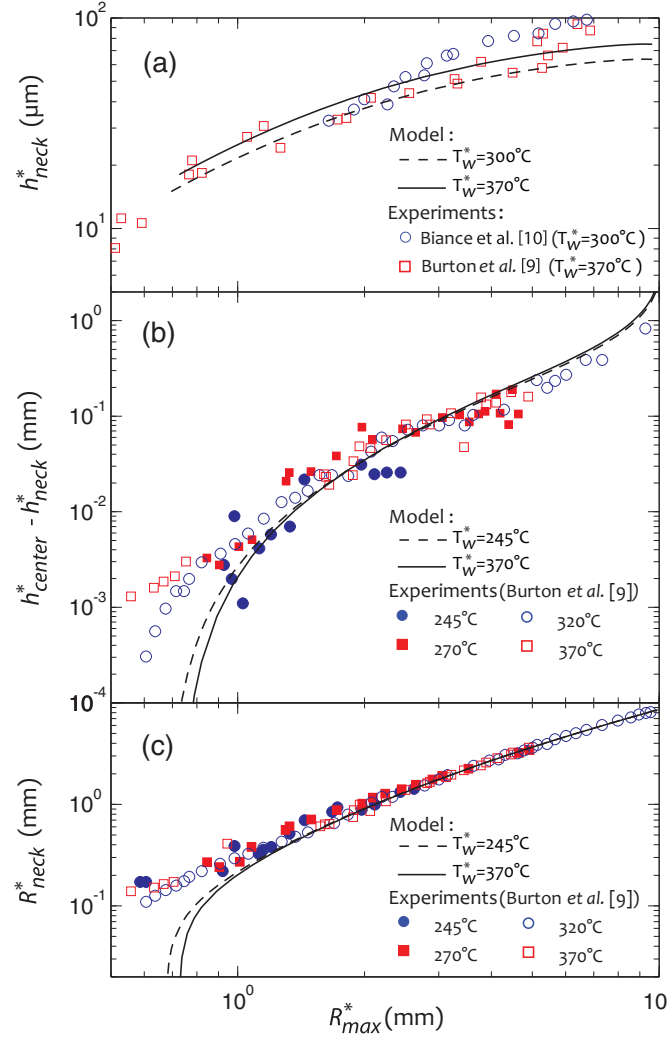 10²
(a)
h*neck (µm)
Model :
T*w=300°C
T*w=370°C
Experiments :
Biance et al. [10] (T*w=300°C)
Burton et al. [9] (T*w=370°C)
10¹
10⁰
(b)
h*center - h*neck (mm)
10⁻¹
10⁻²
Model :
T*w=245°C
T*w=370°C
10⁻³
Experiments (Burton et al. [9])
245°C 320°C
270°C 370°C
10⁻⁴
10¹
(c)
R*neck (mm)
10⁰
Model :
T*w=245°C
T*w=370°C
10⁻¹
Experiments (Burton et al. [9])
245°C 320°C
270°C 370°C
10⁰ 10
R*max (mm)